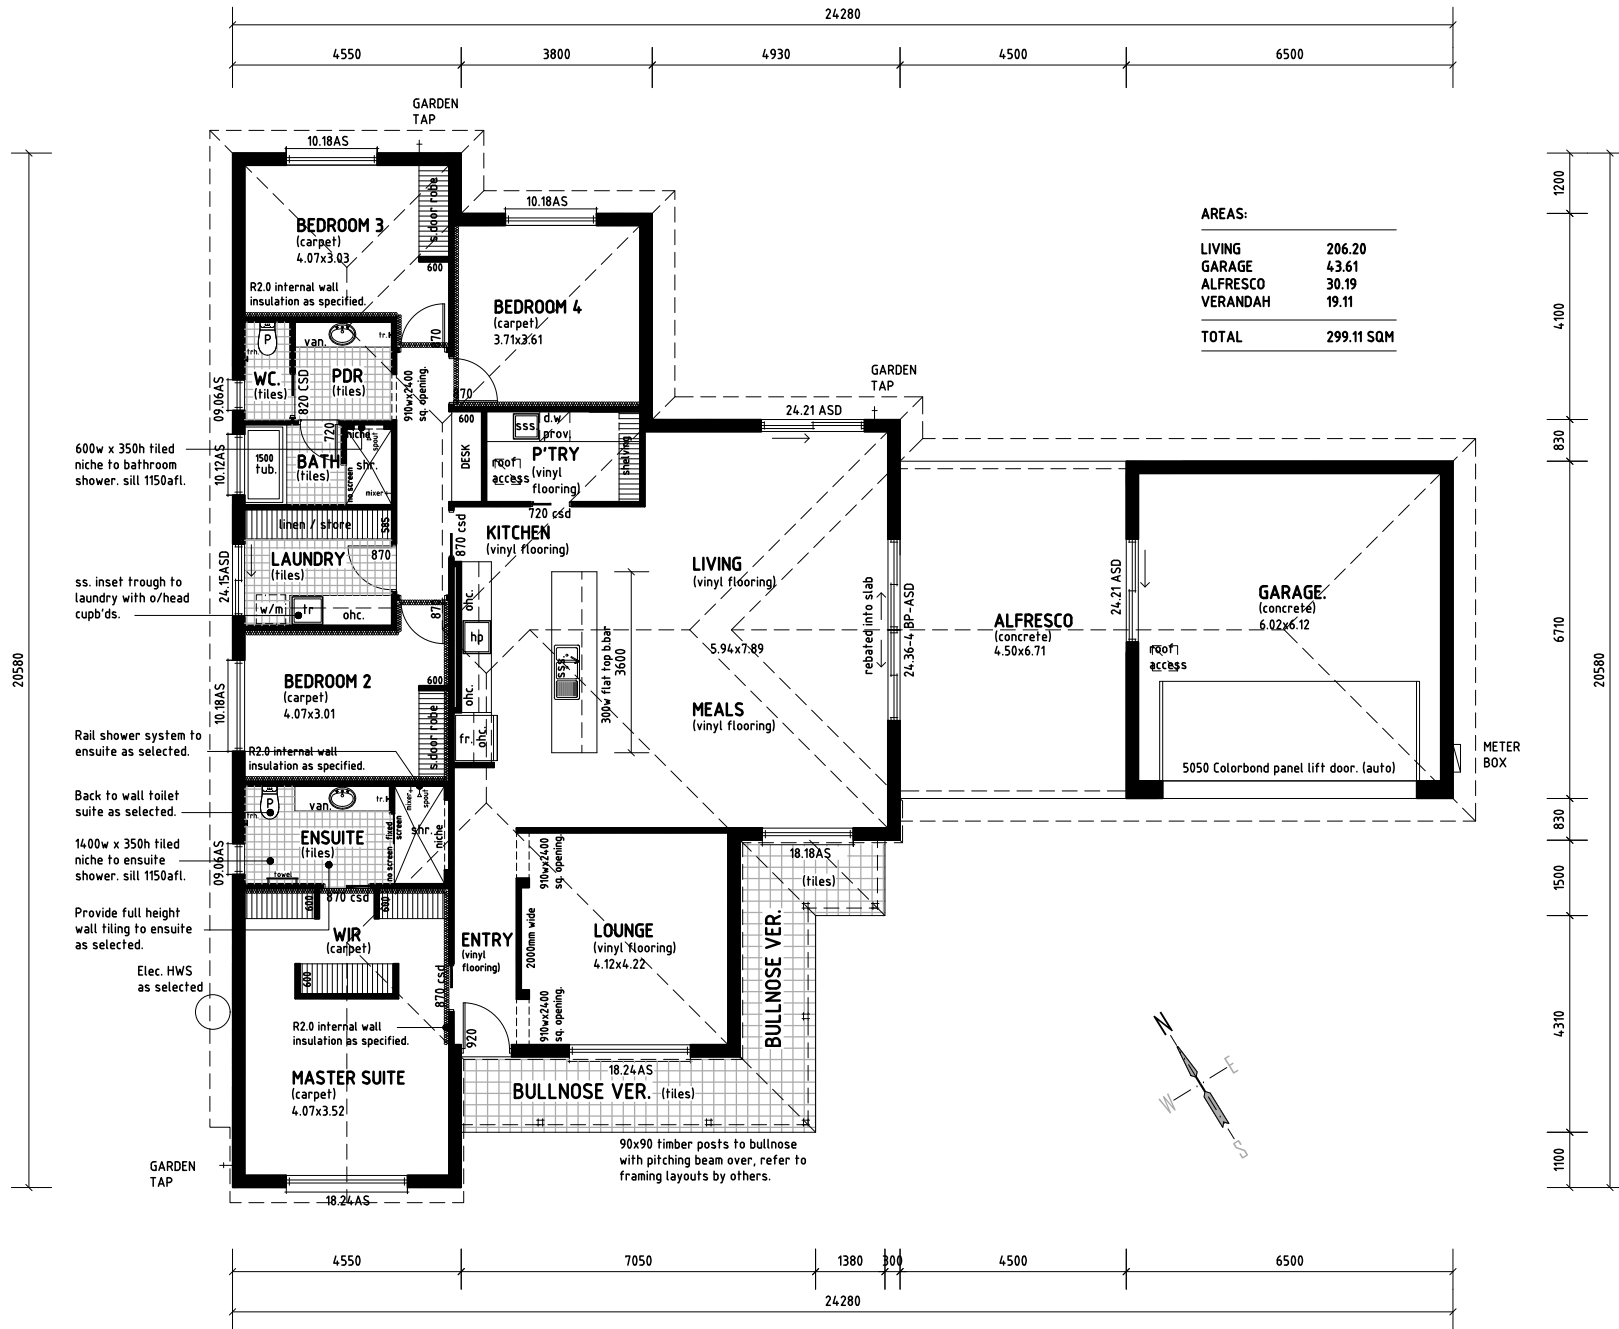 24280
4550 3800 4930 4500 6500
GARDEN
TAP
10.18AS
s.door robe
BEDROOM 3
(carpet)
4.07x3.03
600
R2.0 internal wall
insulation as specified.
10.18AS
BEDROOM 4
(carpet)
3.71x3.61
AREAS:
LIVING 206.20
GARAGE 43.61
ALFRESCO 30.19
VERANDAH 19.11
TOTAL 299.11 SQM
1200
4100
830
6710
830
1500
4310
1100
20580
20580
P
van.
tr.
trh.
WC.
(tiles)
820 CSD
PDR
(tiles)
910wx2400
sq. opening.
09.06AS
GARDEN
TAP
24.21 ASD
600w x 350h tiled
niche to bathroom
shower. sill 1150afl.
10.12AS
1500
tub.
BATH
(tiles)
720
niche
spout
shr.
no screen
mixer
600
DESK
sss
d.w
prov.
roof
access
P'TRY
(vinyl
flooring)
shelving
720 csd
linen / store
SBS
870
LAUNDRY
(tiles)
24.15ASD
w/m
tr
ohc.
ss. inset trough to
laundry with o/head
cupb'ds.
870 csd
KITCHEN
(vinyl flooring)
ohc.
hp
ohc.
fr.
ohc.
sss
300w flat top b.bar
3600
LIVING
(vinyl flooring)
5.94x7.89
MEALS
(vinyl flooring)
rebated into slab
24.36-4 BP-ASD
ALFRESCO
(concrete)
4.50x6.71
24.21 ASD
GARAGE.
(concrete)
6.02x6.12
roof
access
5050 Colorbond panel lift door. (auto)
METER
BOX
10.18AS
BEDROOM 2
(carpet)
4.07x3.01
600
s.door robe
R2.0 internal wall
insulation as specified.
Rail shower system to
ensuite as selected.
Back to wall toilet
suite as selected.
1400w x 350h tiled
niche to ensuite
shower. sill 1150afl.
Provide full height
wall tiling to ensuite
as selected.
P
van.
tr.
trh.
ENSUITE
(tiles)
towel
09.06AS
mixer
spout
fixed
screen
no screen
shr.
niche
870 csd
600
600
WIR
(carpet)
600
Elec. HWS
as selected
870 csd
ENTRY
(vinyl
flooring)
920
910wx2400
sq. opening.
2000mm wide
910wx2400
sq. opening.
LOUNGE
(vinyl flooring)
4.12x4.22
18.18AS
(tiles)
BULLNOSE VER.
R2.0 internal wall
insulation as specified.
MASTER SUITE
(carpet)
4.07x3.52
18.24AS
BULLNOSE VER. (tiles)
90x90 timber posts to bullnose
with pitching beam over, refer to
framing layouts by others.
GARDEN
TAP
18.24AS
N
E
W
S
4550 7050 1380 300 4500 6500
24280